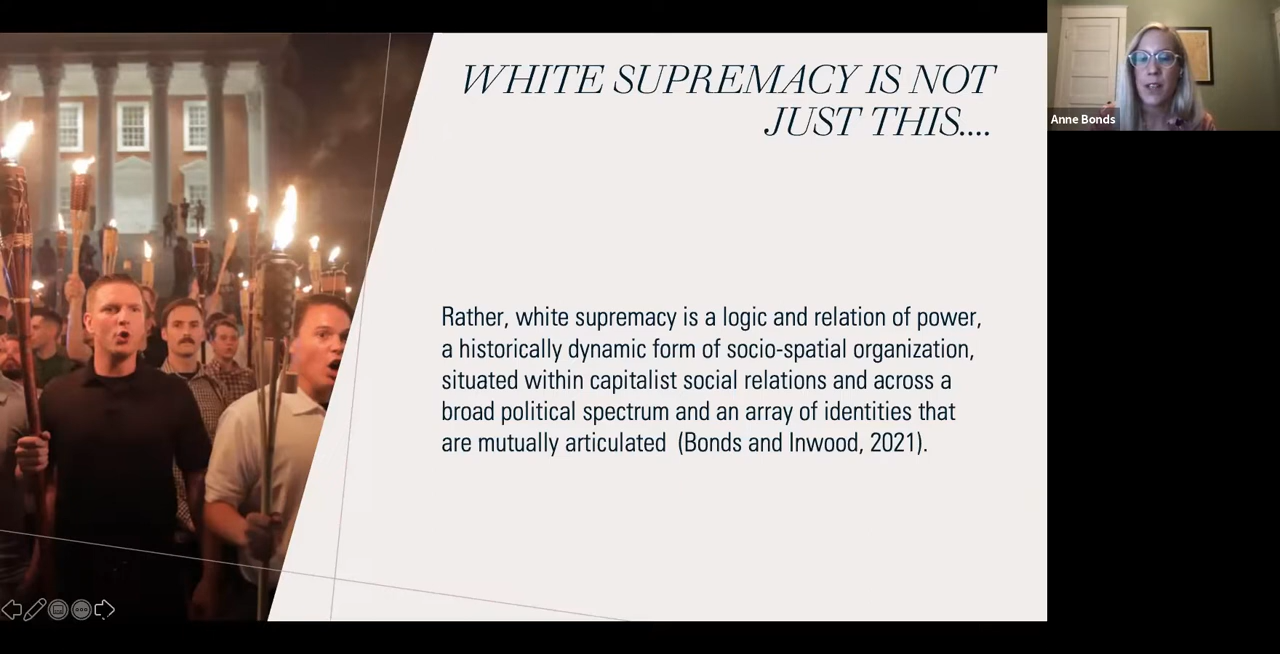 WHITE SUPREMACY IS NOT
JUST THIS....
Rather, white supremacy is a logic and relation of power,
a historically dynamic form of socio-spatial organization,
situated within capitalist social relations and across a
broad political spectrum and an array of identities that
are mutually articulated  (Bonds and Inwood, 2021).
Anne Bonds